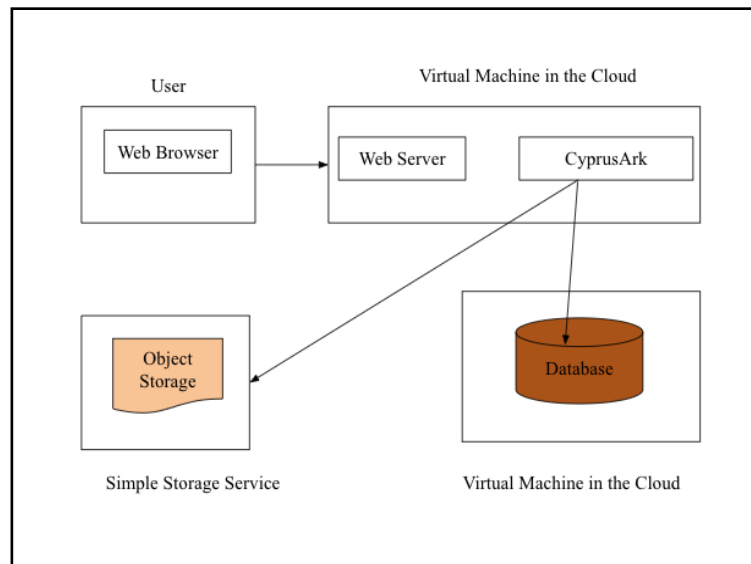 User
Virtual Machine in the Cloud
Web Browser
Web Server
CyprusArk
Object
Storage
Database
Simple Storage Service
Virtual Machine in the Cloud